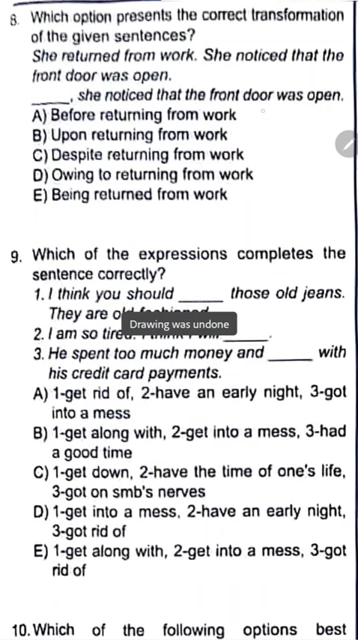 8. Which option presents the correct transformation
of the given sentences?
She returned from work. She noticed that the
front door was open.
_____, she noticed that the front door was open.
A) Before returning from work
B) Upon returning from work
C) Despite returning from work
D) Owing to returning from work
E) Being returned from work
9. Which of the expressions completes the
sentence correctly?
1. I think you should _____ those old jeans.
They are
Drawing was undone
2. I am so _____.
3. He spent too much money and _____ with
his credit card payments.
A) 1-get rid of, 2-have an early night, 3-got
into a mess
B) 1-get along with, 2-get into a mess, 3-had
a good time
C) 1-get down, 2-have the time of one's life,
3-got on smb's nerves
D) 1-get into a mess, 2-have an early night,
3-got rid of
E) 1-get along with, 2-get into a mess, 3-got
rid of
10. Which of the following options best